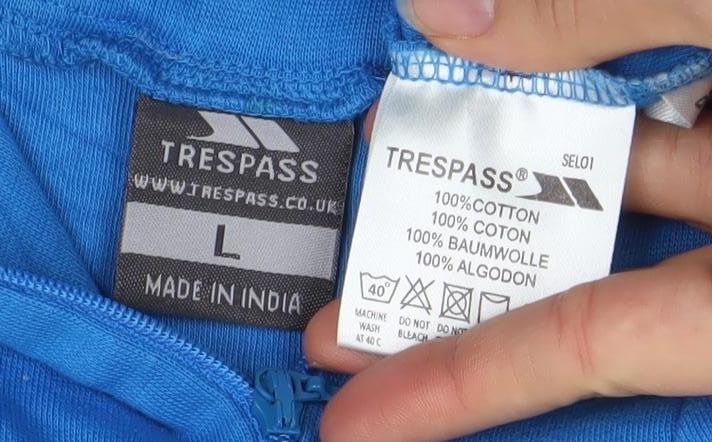 TRESPASS
WWW.TRESPASS.CO.UK
L
MADE IN INDIA
SEL01
TRESPASS®
100%COTTON
100% COTON
100% BAUMWOLLE
100% ALGODON
40°
MACHINE WASH AT 40 C
DO NOT BLEACH
DO NOT